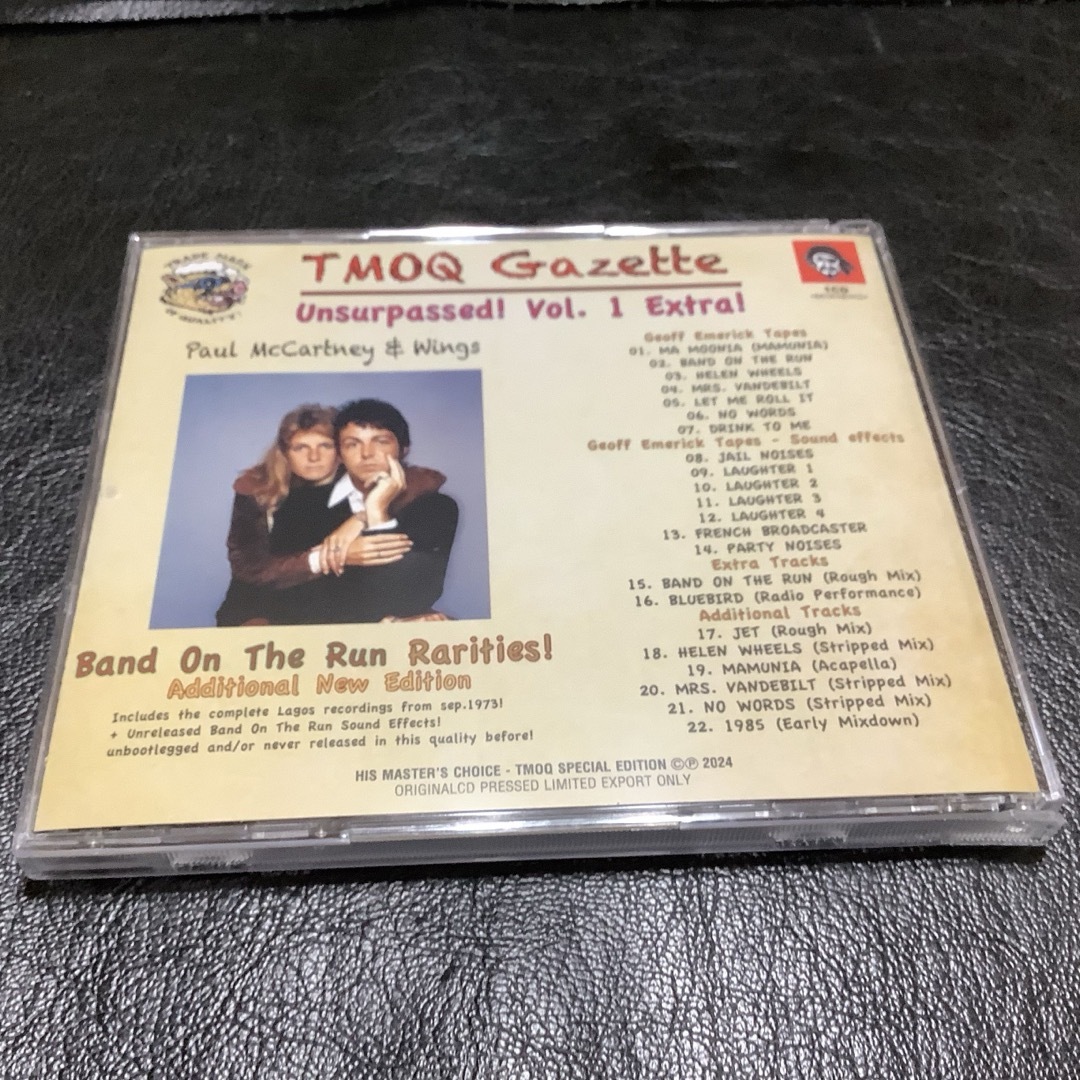 TRADE MARK
OF QUALITY!
TMOQ Gazette
1CD
Unsurpassed! Vol. 1 Extra!
Paul McCartney & Wings
Geoff Emerick Tapes
01. MA MOONIA (MAMUNIA)
02. BAND ON THE RUN
03. HELEN WHEELS
04. MRS. VANDEBILT
05. LET ME ROLL IT
06. NO WORDS
07. DRINK TO ME
Geoff Emerick Tapes - Sound effects
08. JAIL NOISES
09. LAUGHTER 1
10. LAUGHTER 2
11. LAUGHTER 3
12. LAUGHTER 4
13. FRENCH BROADCASTER
14. PARTY NOISES
Extra Tracks
15. BAND ON THE RUN (Rough Mix)
16. BLUEBIRD (Radio Performance)
Additional Tracks
17. JET (Rough Mix)
18. HELEN WHEELS (Stripped Mix)
19. MAMUNIA (Acapella)
20. MRS. VANDEBILT (Stripped Mix)
21. NO WORDS (Stripped Mix)
22. 1985 (Early Mixdown)
Band On The Run Rarities!
Additional New Edition
Includes the complete Lagos recordings from sep.1973!
+ Unreleased Band On The Run Sound Effects!
unbootlegged and/or never released in this quality before!
HIS MASTER'S CHOICE - TMOQ SPECIAL EDITION ©℗ 2024
ORIGINALCD PRESSED LIMITED EXPORT ONLY